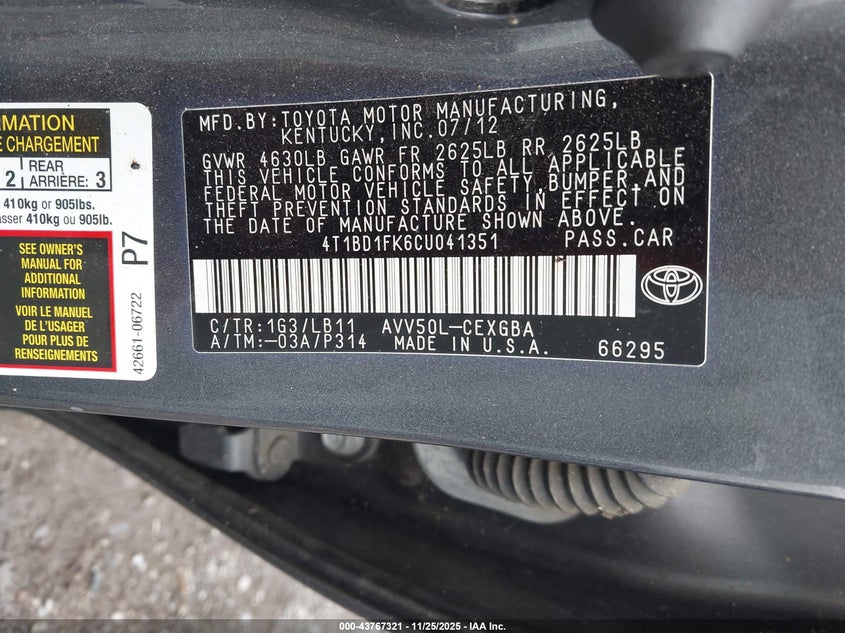 MATION
E CHARGEMENT
2 REAR ARRIÈRE: 3
410kg or 905lbs.
asser 410kg ou 905lb.
SEE OWNER'S
MANUAL FOR
ADDITIONAL
INFORMATION
VOIR LE MANUEL
DE L'USAGER
POUR PLUS DE
RENSEIGNEMENTS
P7
42661-06722
MFD.BY:TOYOTA MOTOR MANUFACTURING,
KENTUCKY,INC.07/12
GVWR 4630LB GAWR FR 2625LB RR 2625LB
THIS VEHICLE CONFORMS TO ALL APPLICABLE
FEDERAL MOTOR VEHICLE SAFETY,BUMPER,AND
THEFT PREVENTION STANDARDS IN EFFECT ON
THE DATE OF MANUFACTURE SHOWN ABOVE.
4T1BD1FK6CU041351 PASS.CAR
C/TR:1G3/LB11 AVV50L-CEXGBA
A/TM:-03A/P314 MADE IN U.S.A. 66295
000-43767321 - 11/25/2025 - IAA Inc.